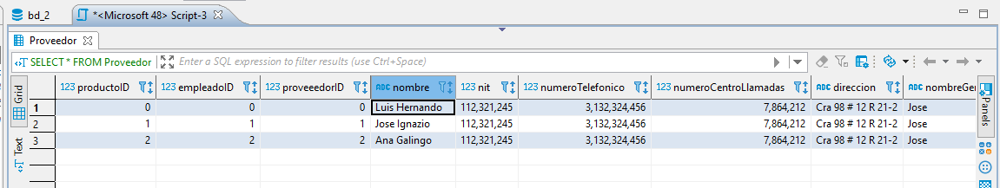 bd_2 *<Microsoft 48> Script-3
Proveedor
SELECT * FROM Proveedor Enter a SQL expression to filter results (use Ctrl+Space)
Grid 123 productoID 123 empleadoID 123 proveeedorID ABC nombre 123 nit 123 numeroTelefonico 123 numeroCentroLlamadas ABC direccion ABC nombreGe Panels
1 0 0 0 Luis Hernando 112,321,245 3,132,324,456 7,864,212 Cra 98 # 12 R 21-2 Jose
2 1 1 1 Jose Ignazio 112,321,245 3,132,324,456 7,864,212 Cra 98 # 12 R 21-2 Jose
Text 3 2 2 2 Ana Galingo 112,321,245 3,132,324,456 7,864,212 Cra 98 # 12 R 21-2 Jose